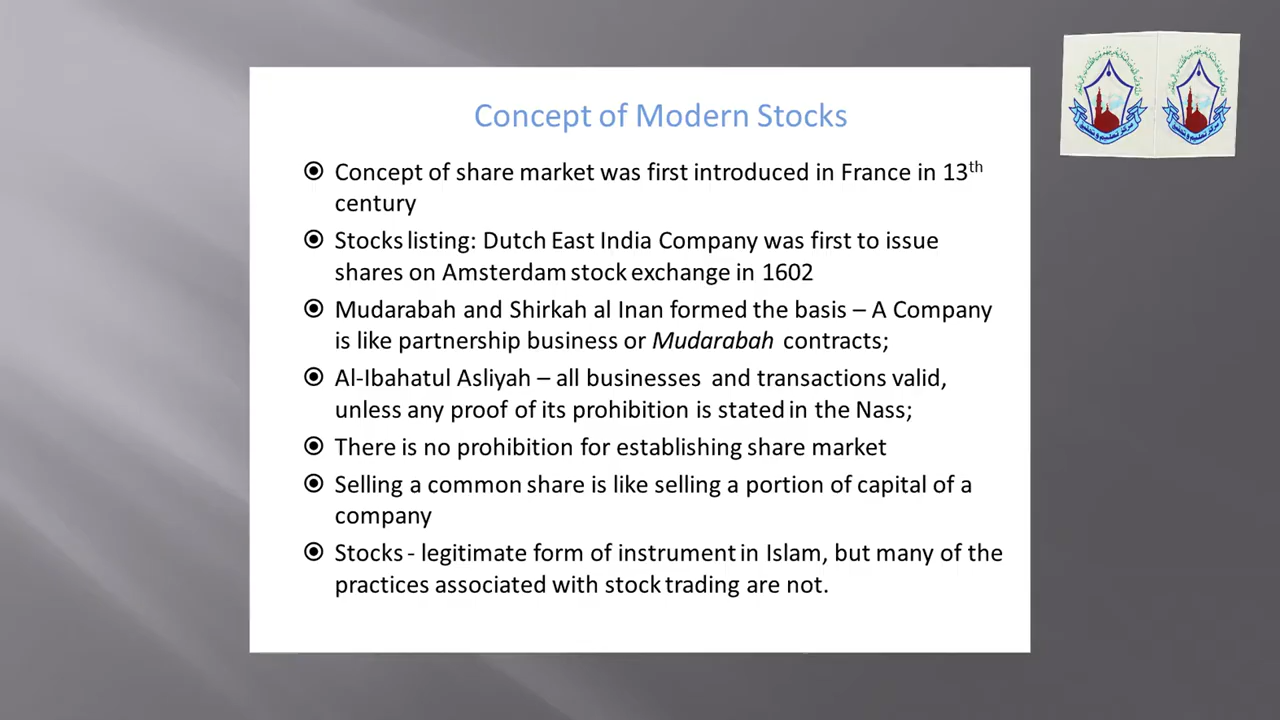 Concept of Modern Stocks
Concept of share market was first introduced in France in 13th
century
Stocks listing: Dutch East India Company was first to issue
shares on Amsterdam stock exchange in 1602
Mudarabah and Shirkah al Inan formed the basis – A Company
is like partnership business or Mudarabah contracts;
Al-Ibahatul Asliyah – all businesses and transactions valid,
unless any proof of its prohibition is stated in the Nass;
There is no prohibition for establishing share market
Selling a common share is like selling a portion of capital of a
company
Stocks - legitimate form of instrument in Islam, but many of the
practices associated with stock trading are not.